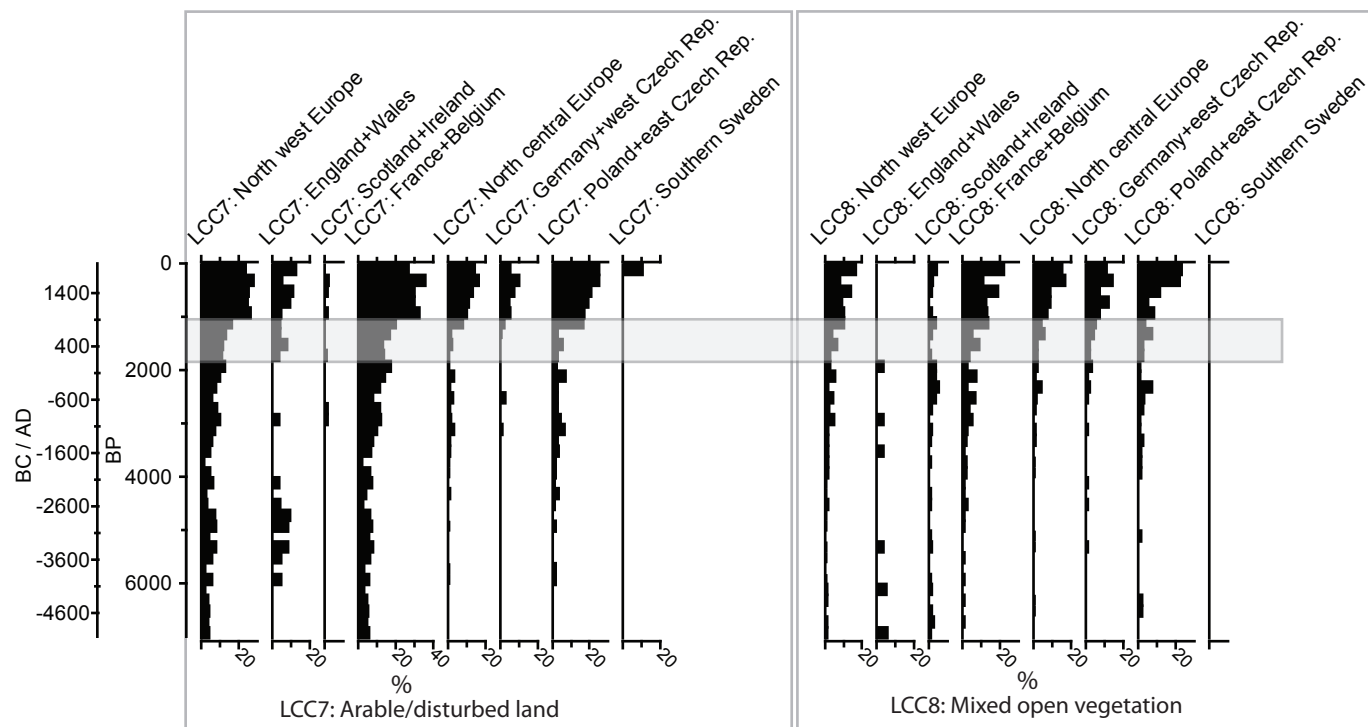 LCC7: North west Europe
LCC7: England+Wales
LCC7: Scotland+Ireland
LCC7: France+Belgium
LCC7: North central Europe
LCC7: Germany+west Czech Rep.
LCC7: Poland+east Czech Rep.
LCC7: Southern Sweden
LCC8: North west Europe
LCC8: England+Wales
LCC8: Scotland+Ireland
LCC8: France+Belgium
LCC8: North central Europe
LCC8: Germany+eest Czech Rep.
LCC8: Poland+east Czech Rep.
LCC8: Southern Sweden
BC / AD
1400
400
-600
-1600
-2600
-3600
-4600
BP
0
2000
4000
6000
20 20 20 40 20 20 20 20 20 20 20 20 20 20 20
% %
LCC7: Arable/disturbed land
LCC8: Mixed open vegetation